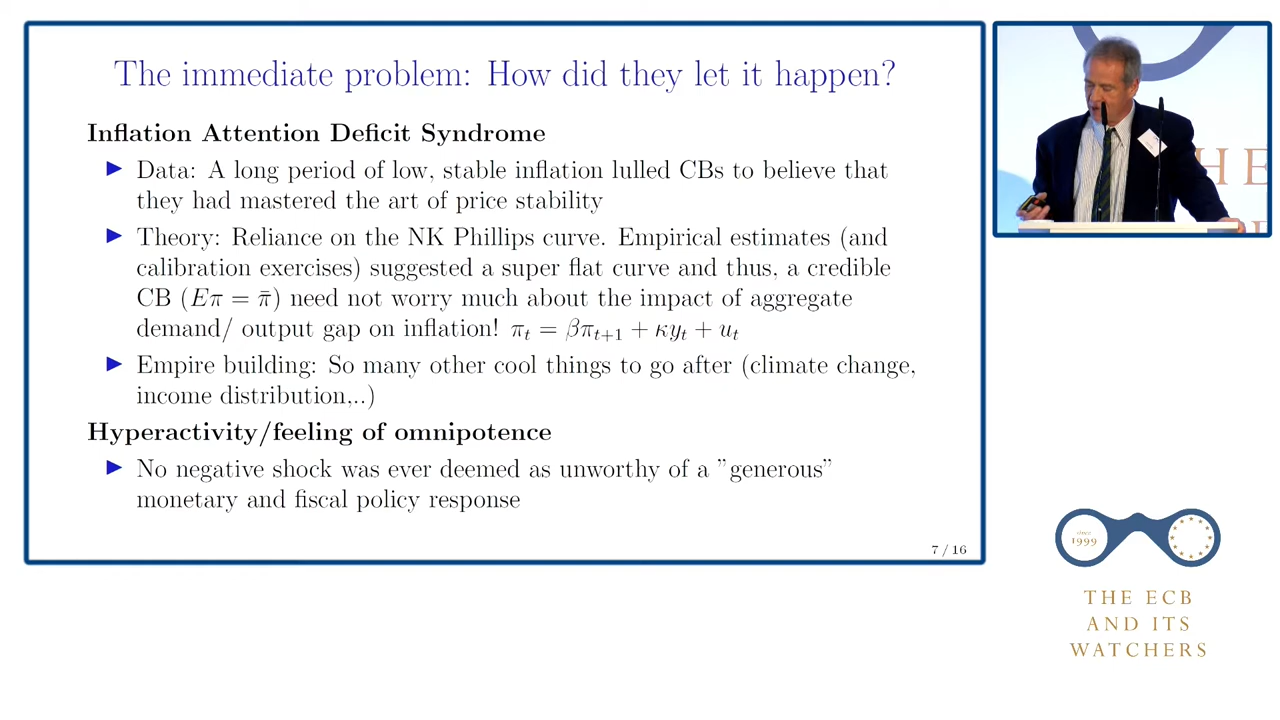 The immediate problem: How did they let it happen?
Inflation Attention Deficit Syndrome
Data: A long period of low, stable inflation lulled CBs to believe that
they had mastered the art of price stability
Theory: Reliance on the NK Phillips curve. Empirical estimates (and
calibration exercises) suggested a super flat curve and thus, a credible
CB (Eπ = π̄) need not worry much about the impact of aggregate
demand/ output gap on inflation! πₜ = βπₜ₊₁ + κyₜ + uₜ
Empire building: So many other cool things to go after (climate change,
income distribution,..)
Hyperactivity/feeling of omnipotence
No negative shock was ever deemed as unworthy of a ”generous”
monetary and fiscal policy response
7 / 16
HE
since
1999
THE ECB
AND ITS
WATCHERS